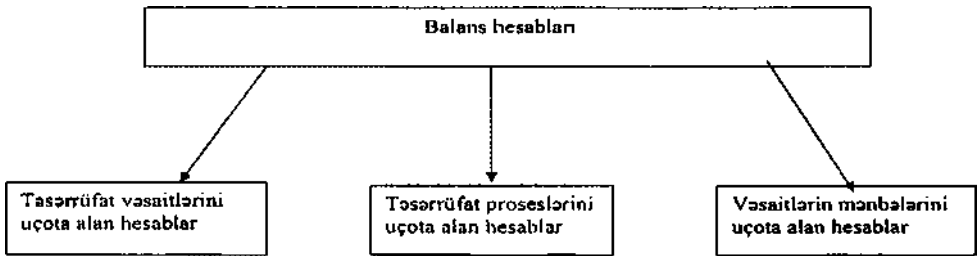 Balans hesabları
Təsərrüfat vəsaitlərini
uçota alan hesablar
Təsərrüfat proseslərini
uçota alan hesablar
Vəsaitlərin mənbələrini
uçota alan hesablar